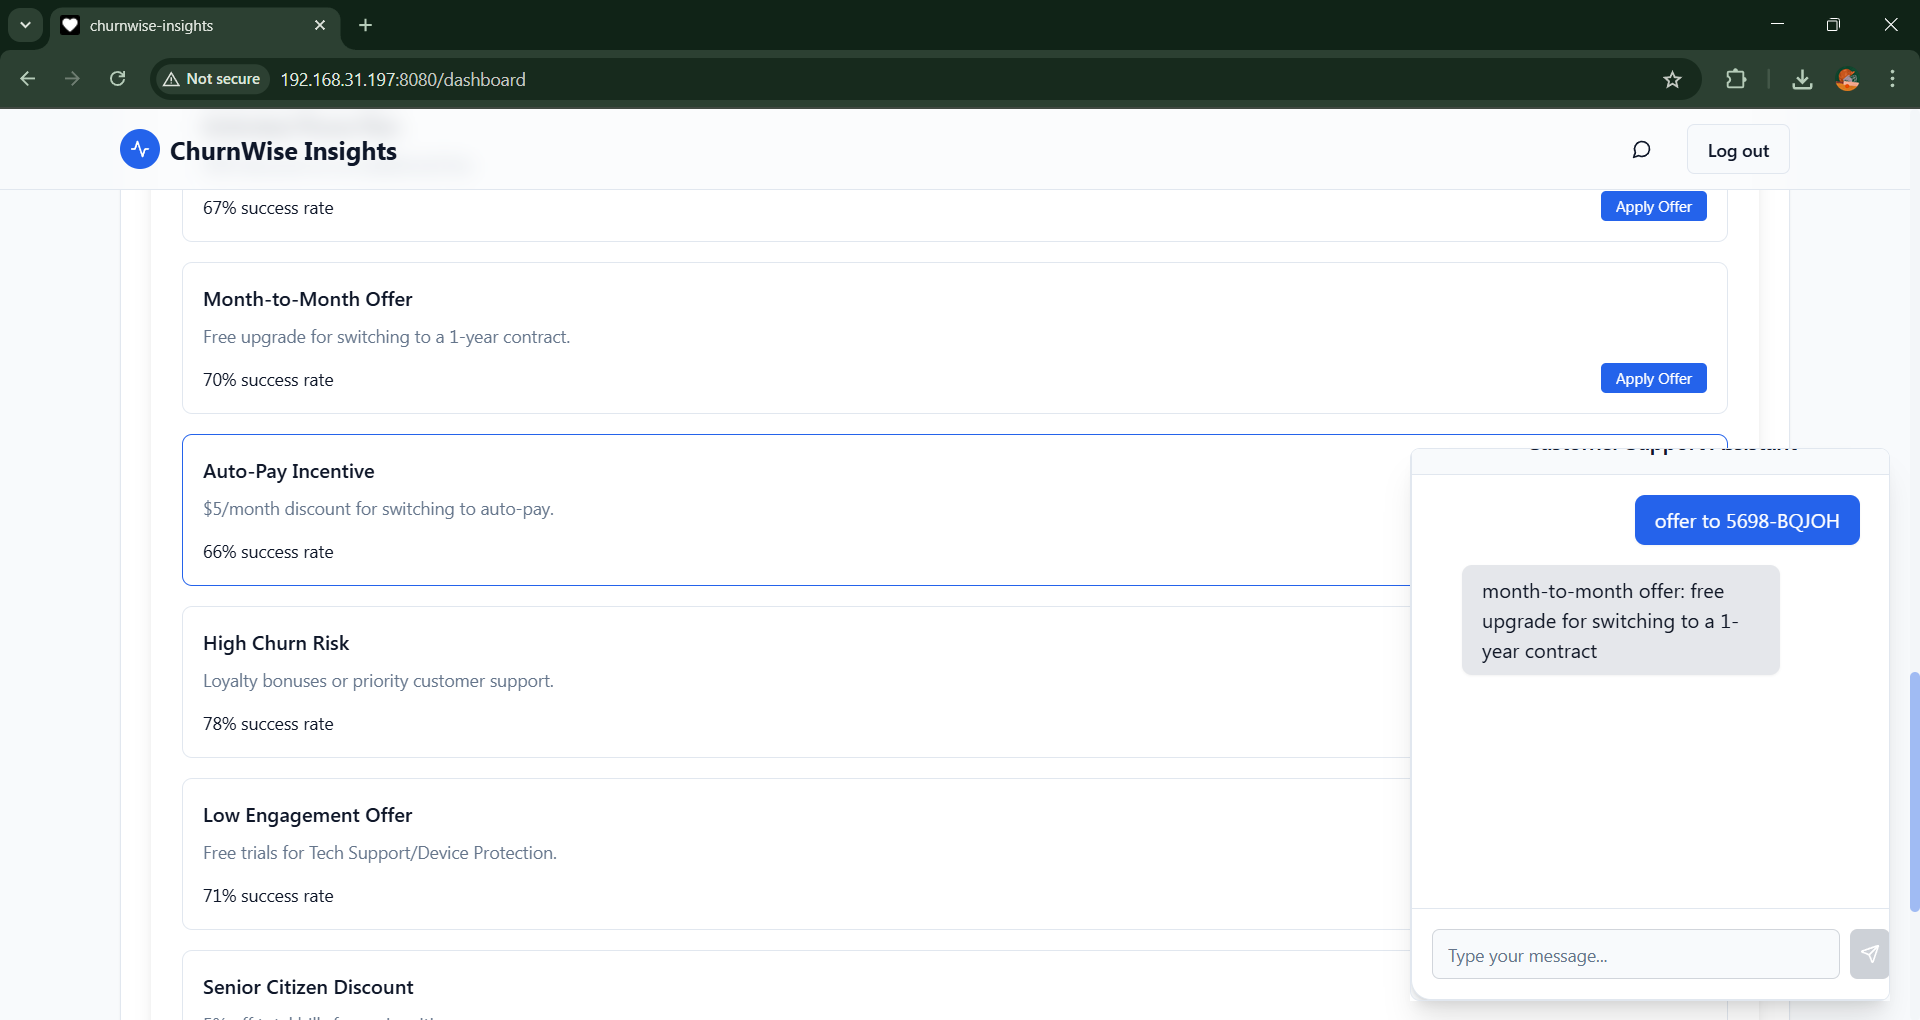 churnwise-insights
Not secure
192.168.31.197:8080/dashboard
ChurnWise Insights
Log out
67% success rate
Apply Offer
Month-to-Month Offer
Free upgrade for switching to a 1-year contract.
70% success rate
Apply Offer
Auto-Pay Incentive
$5/month discount for switching to auto-pay.
66% success rate
High Churn Risk
Loyalty bonuses or priority customer support.
78% success rate
Low Engagement Offer
Free trials for Tech Support/Device Protection.
71% success rate
Senior Citizen Discount
Customer Support Assistant
offer to 5698-BQJOH
month-to-month offer: free
upgrade for switching to a 1-
year contract
Type your message...